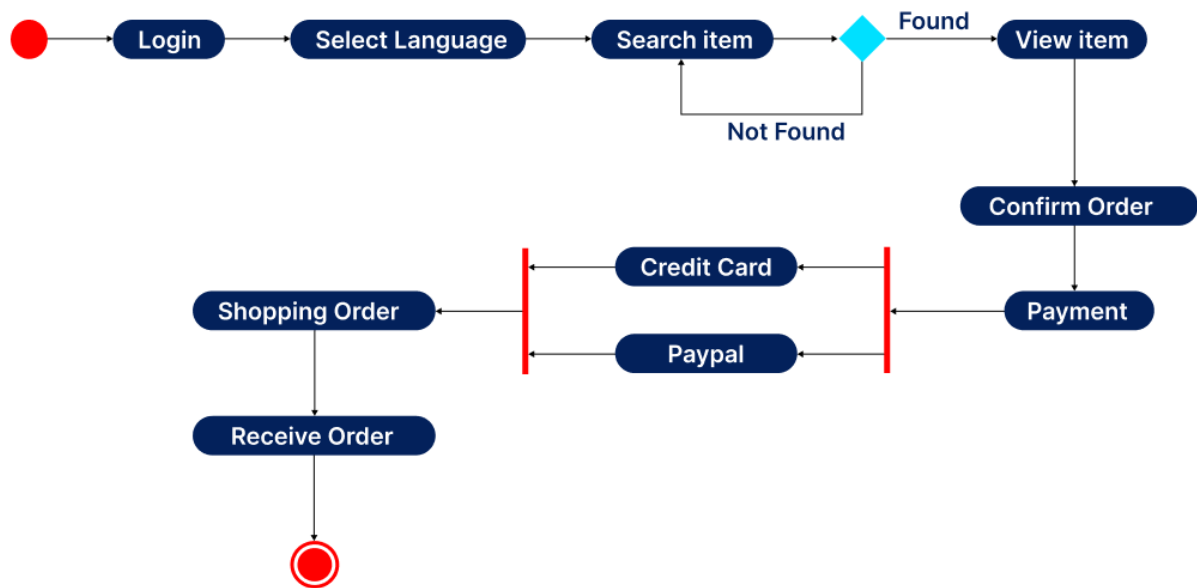 Login
Select Language
Search item
Found
View item
Not Found
Confirm Order
Credit Card
Shopping Order
Payment
Paypal
Receive Order